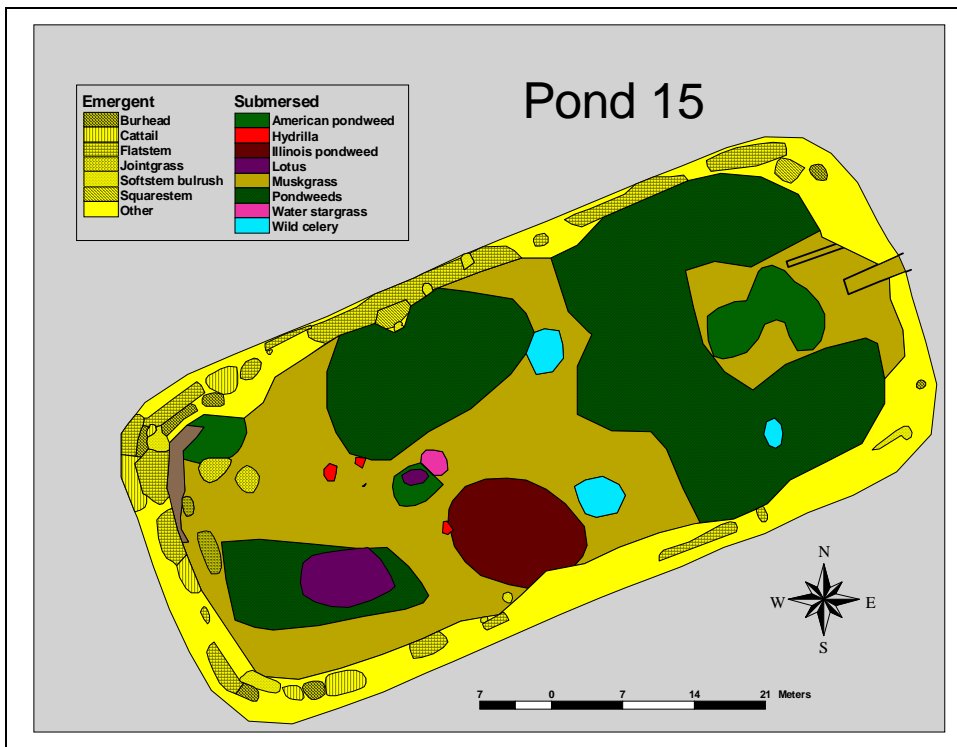 Pond 15
Emergent
Burhead
Cattail
Flatstem
Jointgrass
Softstem bulrush
Squarestem
Other
Submersed
American pondweed
Hydrilla
Illinois pondweed
Lotus
Muskgrass
Pondweeds
Water stargrass
Wild celery
N
W E
S
7 0 7 14 21 Meters